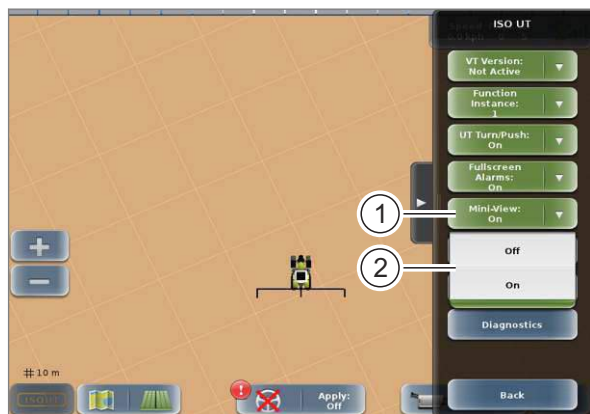 ISO UT
VT Version:
Not Active
Function
Instance:
1
UT Turn/Push:
On
Fullscreen
Alarms:
On
Mini-View:
On
1
Off
2
On
Diagnostics
10 m
ISOUT
!
Apply:
Off
Back